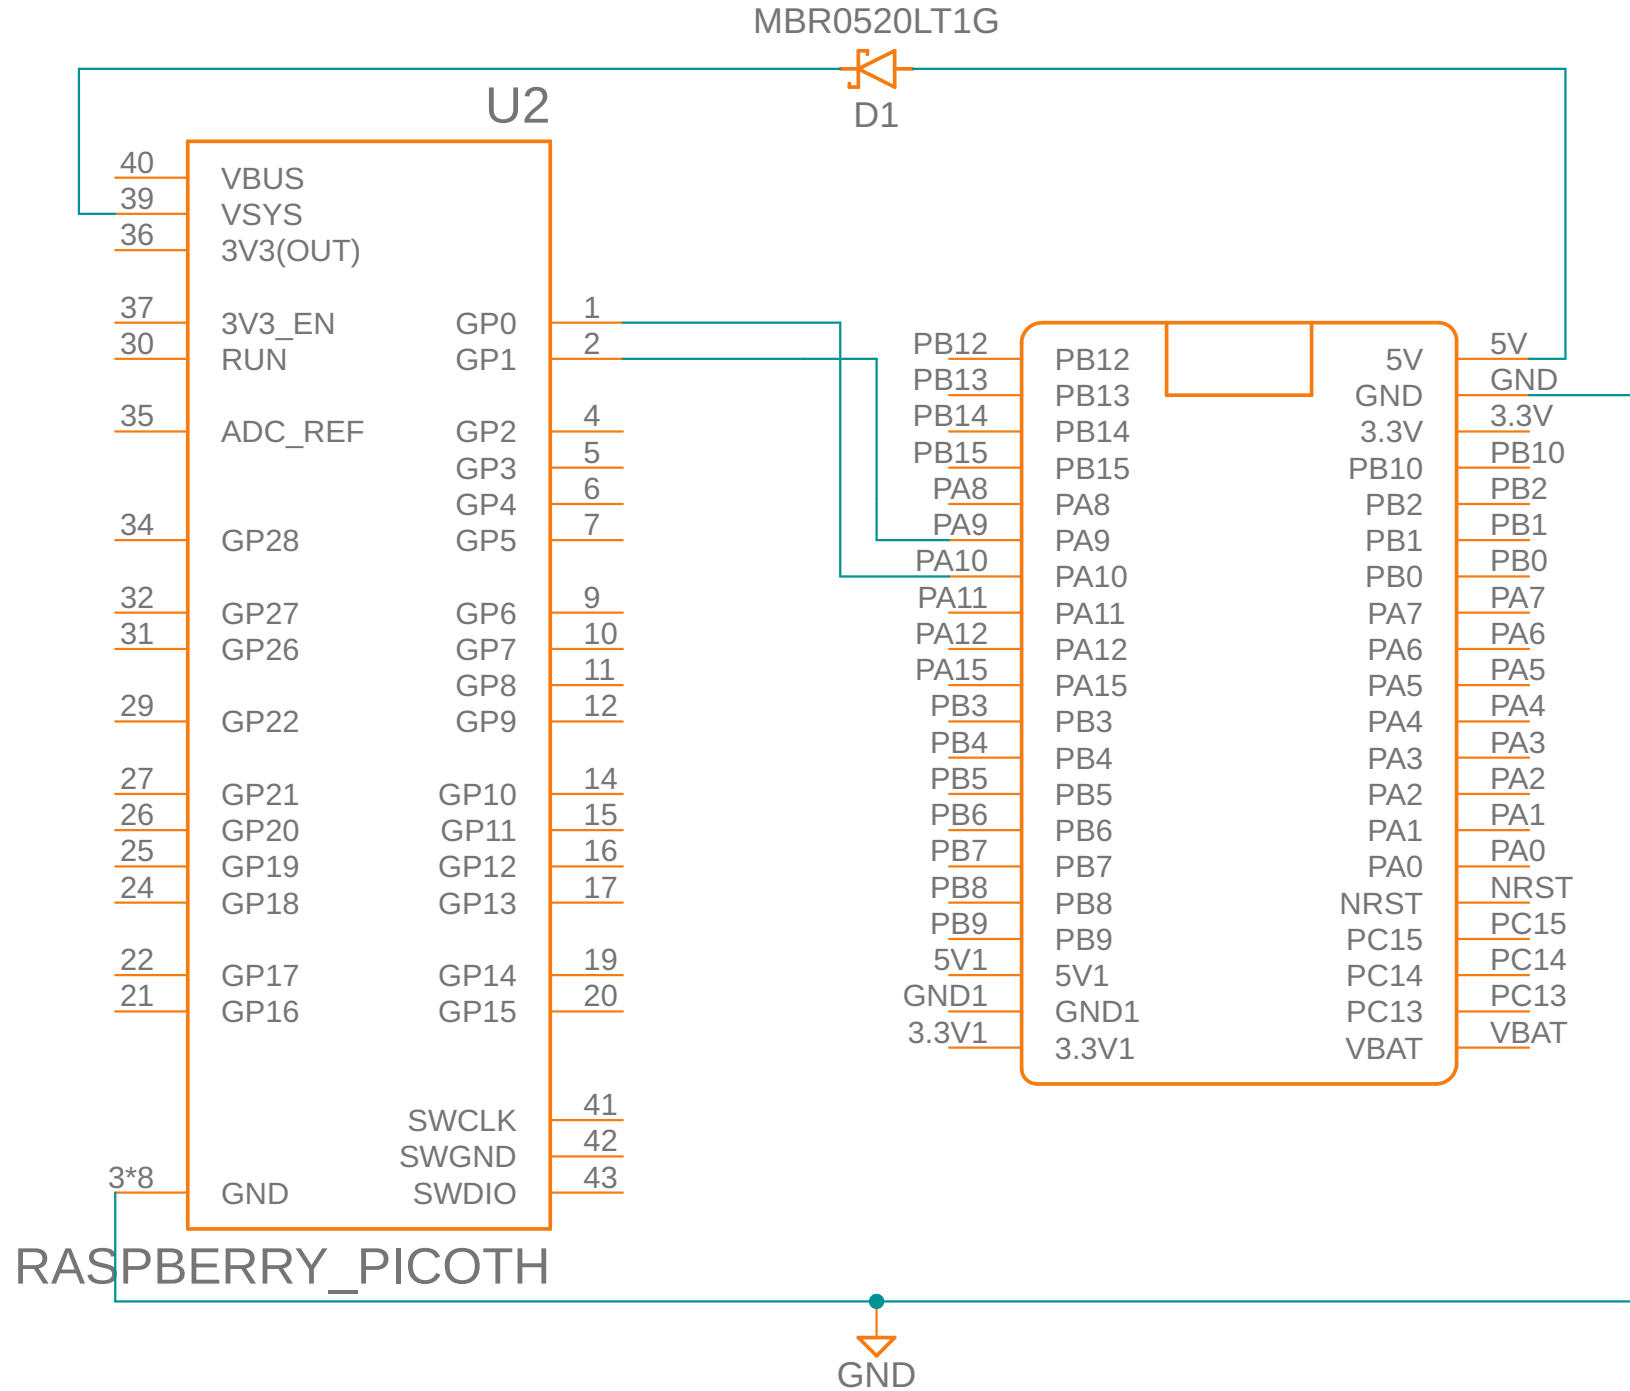 MBR0520LT1G
D1
U2
40 VBUS
39 VSYS
36 3V3(OUT)
37 3V3_EN GP0 1
30 RUN GP1 2
35 ADC_REF GP2 4
GP3 5
GP4 6
34 GP28 GP5 7
32 GP27 GP6 9
31 GP26 GP7 10
GP8 11
29 GP22 GP9 12
27 GP21 GP10 14
26 GP20 GP11 15
25 GP19 GP12 16
24 GP18 GP13 17
22 GP17 GP14 19
21 GP16 GP15 20
SWCLK 41
SWGND 42
3*8 GND SWDIO 43
RASPBERRY_PICOTH
PB12 PB12 5V 5V
PB13 PB13 GND GND
PB14 PB14 3.3V 3.3V
PB15 PB15 PB10 PB10
PA8 PA8 PB2 PB2
PA9 PA9 PB1 PB1
PA10 PA10 PB0 PB0
PA11 PA11 PA7 PA7
PA12 PA12 PA6 PA6
PA15 PA15 PA5 PA5
PB3 PB3 PA4 PA4
PB4 PB4 PA3 PA3
PB5 PB5 PA2 PA2
PB6 PB6 PA1 PA1
PB7 PB7 PA0 PA0
PB8 PB8 NRST NRST
PB9 PB9 PC15 PC15
5V1 5V1 PC14 PC14
GND1 GND1 PC13 PC13
3.3V1 3.3V1 VBAT VBAT
GND